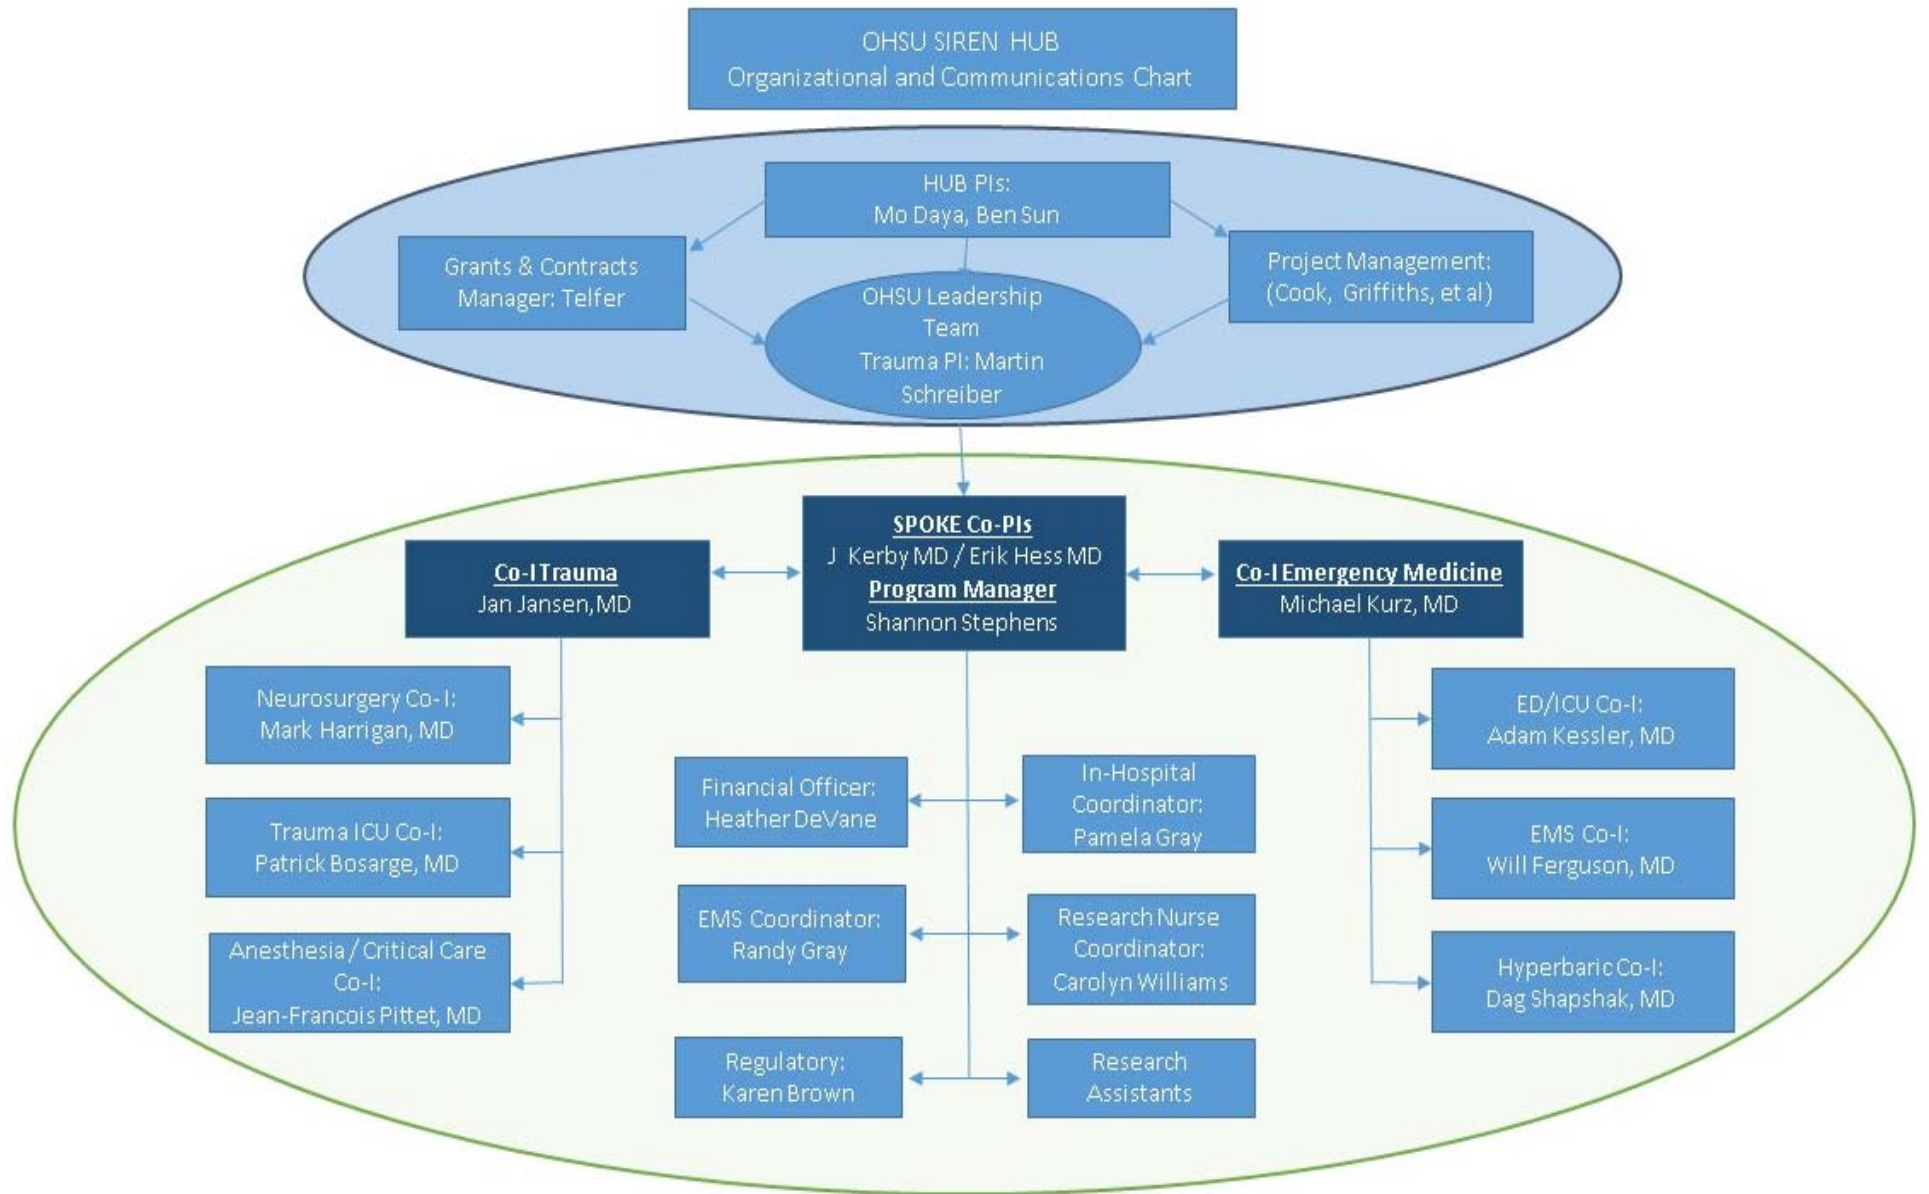 OHSU SIREN HUB
Organizational and Communications Chart
HUB PIs:
Mo Daya, Ben Sun
Grants & Contracts
Manager: Telfer
Project Management:
(Cook, Griffiths, et al)
OHSU Leadership
Team
Trauma PI: Martin
Schreiber
SPOKE Co-PIs
J Kerby MD / Erik Hess MD
Program Manager
Shannon Stephens
Co-I Trauma
Jan Jansen, MD
Co-I Emergency Medicine
Michael Kurz, MD
Neurosurgery Co-I:
Mark Harrigan, MD
Trauma ICU Co-I:
Patrick Bosarge, MD
Anesthesia / Critical Care
Co-I:
Jean-Francois Pittet, MD
Financial Officer:
Heather DeVane
In-Hospital
Coordinator:
Pamela Gray
EMS Coordinator:
Randy Gray
Research Nurse
Coordinator:
Carolyn Williams
Regulatory:
Karen Brown
Research
Assistants
ED/ICU Co-I:
Adam Kessler, MD
EMS Co-I:
Will Ferguson, MD
Hyperbaric Co-I:
Dag Shapshak, MD